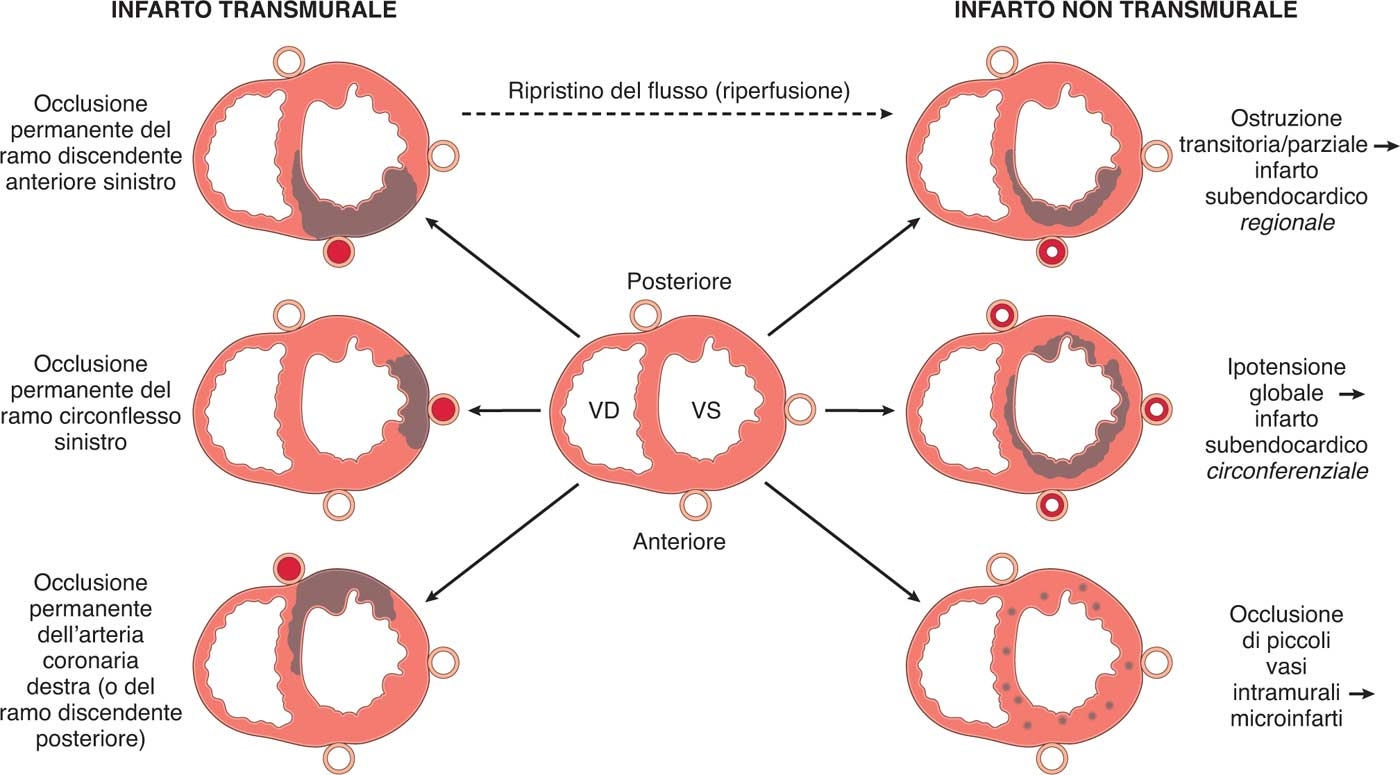 INFARTO TRANSMURALE
INFARTO NON TRANSMURALE
Occlusione
permanente del
ramo discendente
anteriore sinistro
Ripristino del flusso (riperfusione)
Ostruzione
transitoria/parziale →
infarto
subendocardico
regionale
Occlusione
permanente del
ramo circonflesso
sinistro
Posteriore
VD
VS
Anteriore
Ipotensione
globale →
infarto
subendocardico
circonferenziale
Occlusione
permanente
dell'arteria
coronaria
destra (o del
ramo discendente
posteriore)
Occlusione
di piccoli
vasi
intramurali →
microinfarti